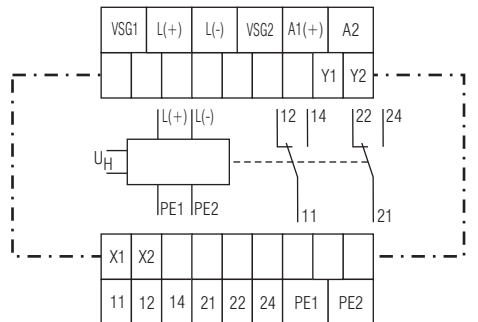 VSG1 L(+) L(-) VSG2 A1(+) A2
Y1 Y2
L(+) L(-) 12 14 22 24
UH
PE1 PE2 11 21
X1 X2
11 12 14 21 22 24 PE1 PE2